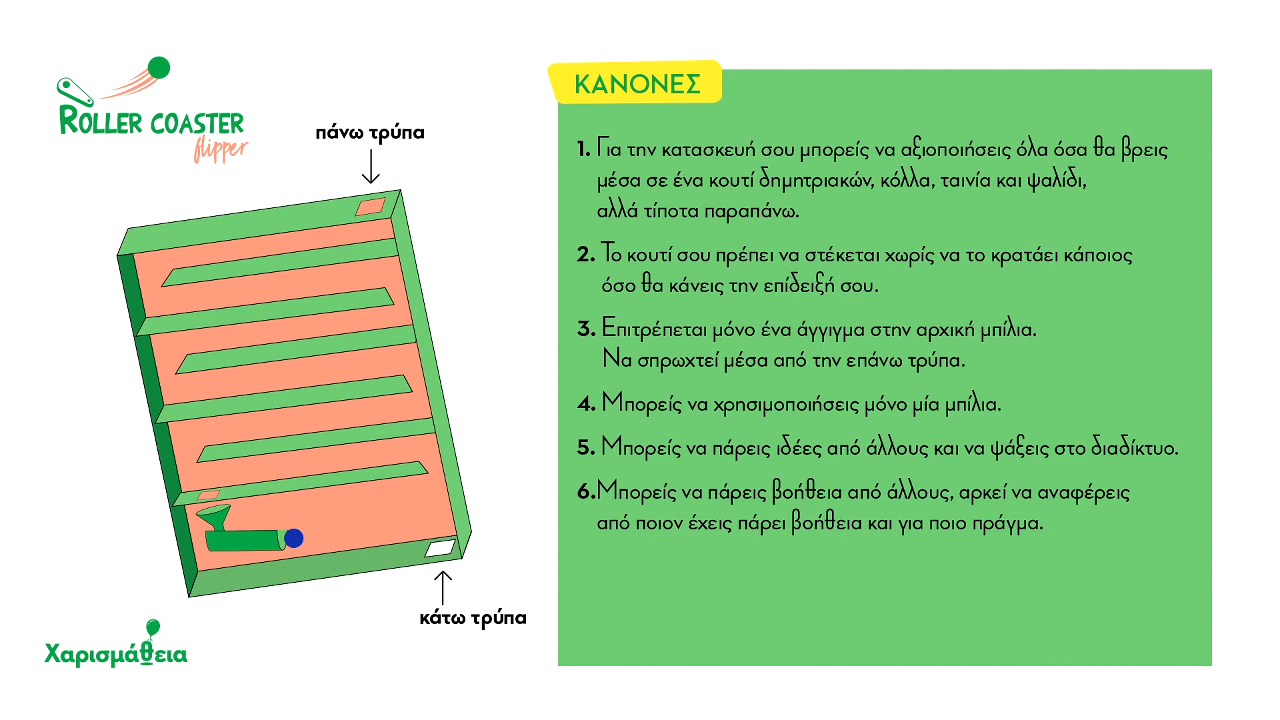 ROLLER COASTER
flipper
πάνω τρύπα
κάτω τρύπα
Χαρισμάθεια
ΚΑΝΟΝΕΣ
1. Για την κατασκευή σου μπορείς να αξιοποιήσεις όλα όσα θα βρεις
μέσα σε ένα κουτί δημητριακών, κόλλα, ταινία και ψαλίδι,
αλλά τίποτα παραπάνω.
2. Το κουτί σου πρέπει να στέκεται χωρίς να το κρατάει κάποιος
όσο θα κάνεις την επίδειξή σου.
3. Επιτρέπεται μόνο ένα άγγιγμα στην αρχική μπίλια.
Να σπρωχτεί μέσα από την επάνω τρύπα.
4. Μπορείς να χρησιμοποιήσεις μόνο μία μπίλια.
5. Μπορείς να πάρεις ιδέες από άλλους και να ψάξεις στο διαδίκτυο.
6.Μπορείς να πάρεις βοήθεια από άλλους, αρκεί να αναφέρεις
από ποιον έχεις πάρει βοήθεια και για ποιο πράγμα.